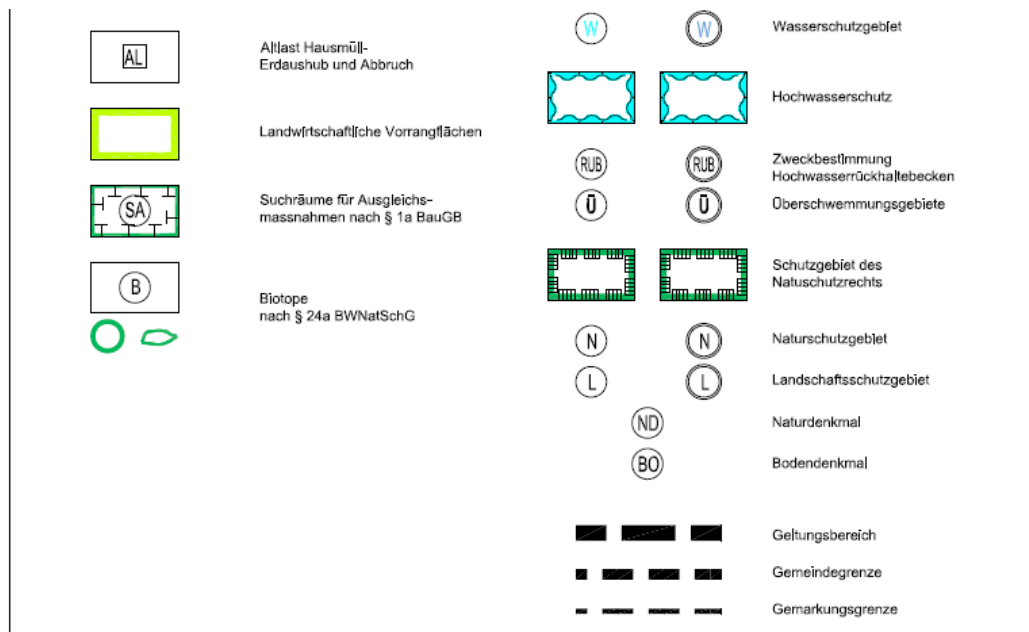 AL
Altlast Hausmüll-
Erdaushub und Abbruch
Landwirtschaftliche Vorrangflächen
SA
Suchräume für Ausgleichs-
massnahmen nach § 1a BauGB
B
Biotope
nach § 24a BWNatSchG
W W Wasserschutzgebiet
Hochwasserschutz
RUB RUB Zweckbestimmung
Hochwasserrückhaltebecken
Ü Ü Überschwemmungsgebiete
Schutzgebiet des
Natuschutzrechts
N N Naturschutzgebiet
L L Landschaftsschutzgebiet
ND Naturdenkmal
BO Bodendenkmal
Geltungsbereich
Gemeindegrenze
Gemarkungsgrenze